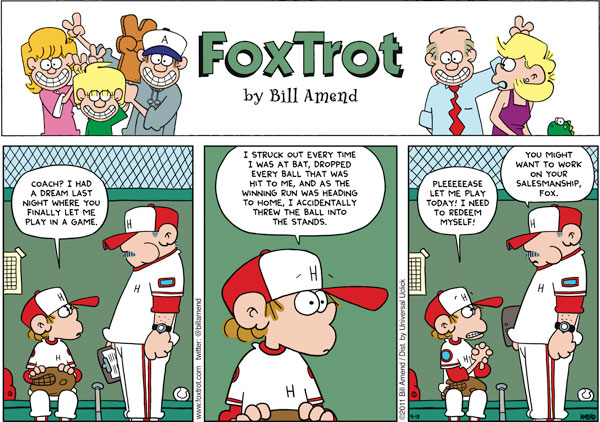 A
FoxTrot
by Bill Amend
COACH? I HAD
A DREAM LAST
NIGHT WHERE YOU
FINALLY LET ME
PLAY IN A GAME.
H
H
H
H
I STRUCK OUT EVERY TIME
I WAS AT BAT, DROPPED
EVERY BALL THAT WAS
HIT TO ME, AND AS THE
WINNING RUN WAS HEADING
TO HOME, I ACCIDENTALLY
THREW THE BALL INTO
THE STANDS.
H
H
www.foxtrot.com twitter: @billamend
PLEEEEEASE
LET ME PLAY
TODAY! I NEED
TO REDEEM
MYSELF!
YOU MIGHT
WANT TO WORK
ON YOUR
SALESMANSHIP,
FOX.
H
H
H
H
©2011 Bill Amend / Dist. by Universal Uclick
AMEND